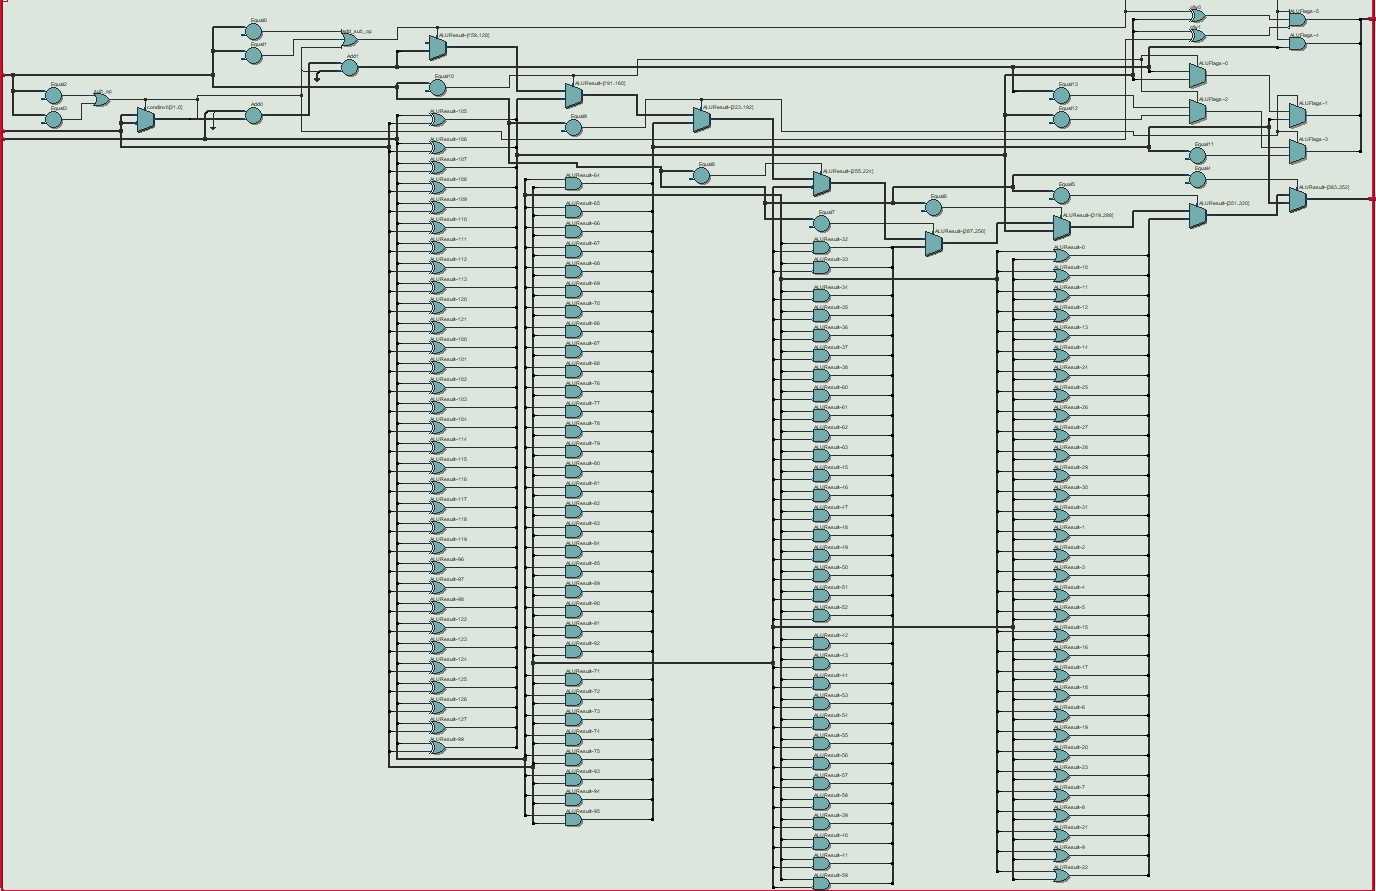 Equal0
Equal1
add_sub_op
Add1
ALUResult~[159..128]
Equal2
Equal3
sub_op
condinvb[31..0]
Add0
Equal10
ALUResult~[191..160]
Equal9
ALUResult~[223..192]
Equal8
ALUResult~[255..224]
Equal7
Equal6
ALUResult~[287..256]
Equal13
Equal12
Equal5
ALUResult~[319..288]
ALUFlags~5
ALUFlags~4
ALUFlags~0
ALUFlags~2
ALUFlags~1
ALUFlags~3
Equal11
Equal4
ALUResult~[351..320]
ALUResult~[383..352]
ALUResult~105
ALUResult~106
ALUResult~107
ALUResult~108
ALUResult~109
ALUResult~110
ALUResult~111
ALUResult~112
ALUResult~113
ALUResult~120
ALUResult~121
ALUResult~100
ALUResult~101
ALUResult~102
ALUResult~103
ALUResult~104
ALUResult~114
ALUResult~115
ALUResult~116
ALUResult~117
ALUResult~118
ALUResult~119
ALUResult~96
ALUResult~97
ALUResult~98
ALUResult~122
ALUResult~123
ALUResult~124
ALUResult~125
ALUResult~126
ALUResult~127
ALUResult~99
ALUResult~64
ALUResult~65
ALUResult~66
ALUResult~67
ALUResult~68
ALUResult~69
ALUResult~70
ALUResult~86
ALUResult~87
ALUResult~88
ALUResult~76
ALUResult~77
ALUResult~78
ALUResult~79
ALUResult~80
ALUResult~81
ALUResult~82
ALUResult~83
ALUResult~84
ALUResult~85
ALUResult~89
ALUResult~90
ALUResult~91
ALUResult~92
ALUResult~71
ALUResult~72
ALUResult~73
ALUResult~74
ALUResult~75
ALUResult~93
ALUResult~94
ALUResult~95
ALUResult~32
ALUResult~33
ALUResult~34
ALUResult~35
ALUResult~36
ALUResult~37
ALUResult~38
ALUResult~60
ALUResult~61
ALUResult~62
ALUResult~63
ALUResult~45
ALUResult~46
ALUResult~47
ALUResult~48
ALUResult~49
ALUResult~50
ALUResult~51
ALUResult~52
ALUResult~42
ALUResult~43
ALUResult~44
ALUResult~53
ALUResult~54
ALUResult~55
ALUResult~56
ALUResult~57
ALUResult~58
ALUResult~39
ALUResult~40
ALUResult~41
ALUResult~59
ALUResult~0
ALUResult~10
ALUResult~11
ALUResult~12
ALUResult~13
ALUResult~14
ALUResult~24
ALUResult~25
ALUResult~26
ALUResult~27
ALUResult~28
ALUResult~29
ALUResult~30
ALUResult~31
ALUResult~1
ALUResult~2
ALUResult~3
ALUResult~4
ALUResult~5
ALUResult~15
ALUResult~16
ALUResult~17
ALUResult~18
ALUResult~6
ALUResult~19
ALUResult~20
ALUResult~23
ALUResult~7
ALUResult~8
ALUResult~21
ALUResult~9
ALUResult~22